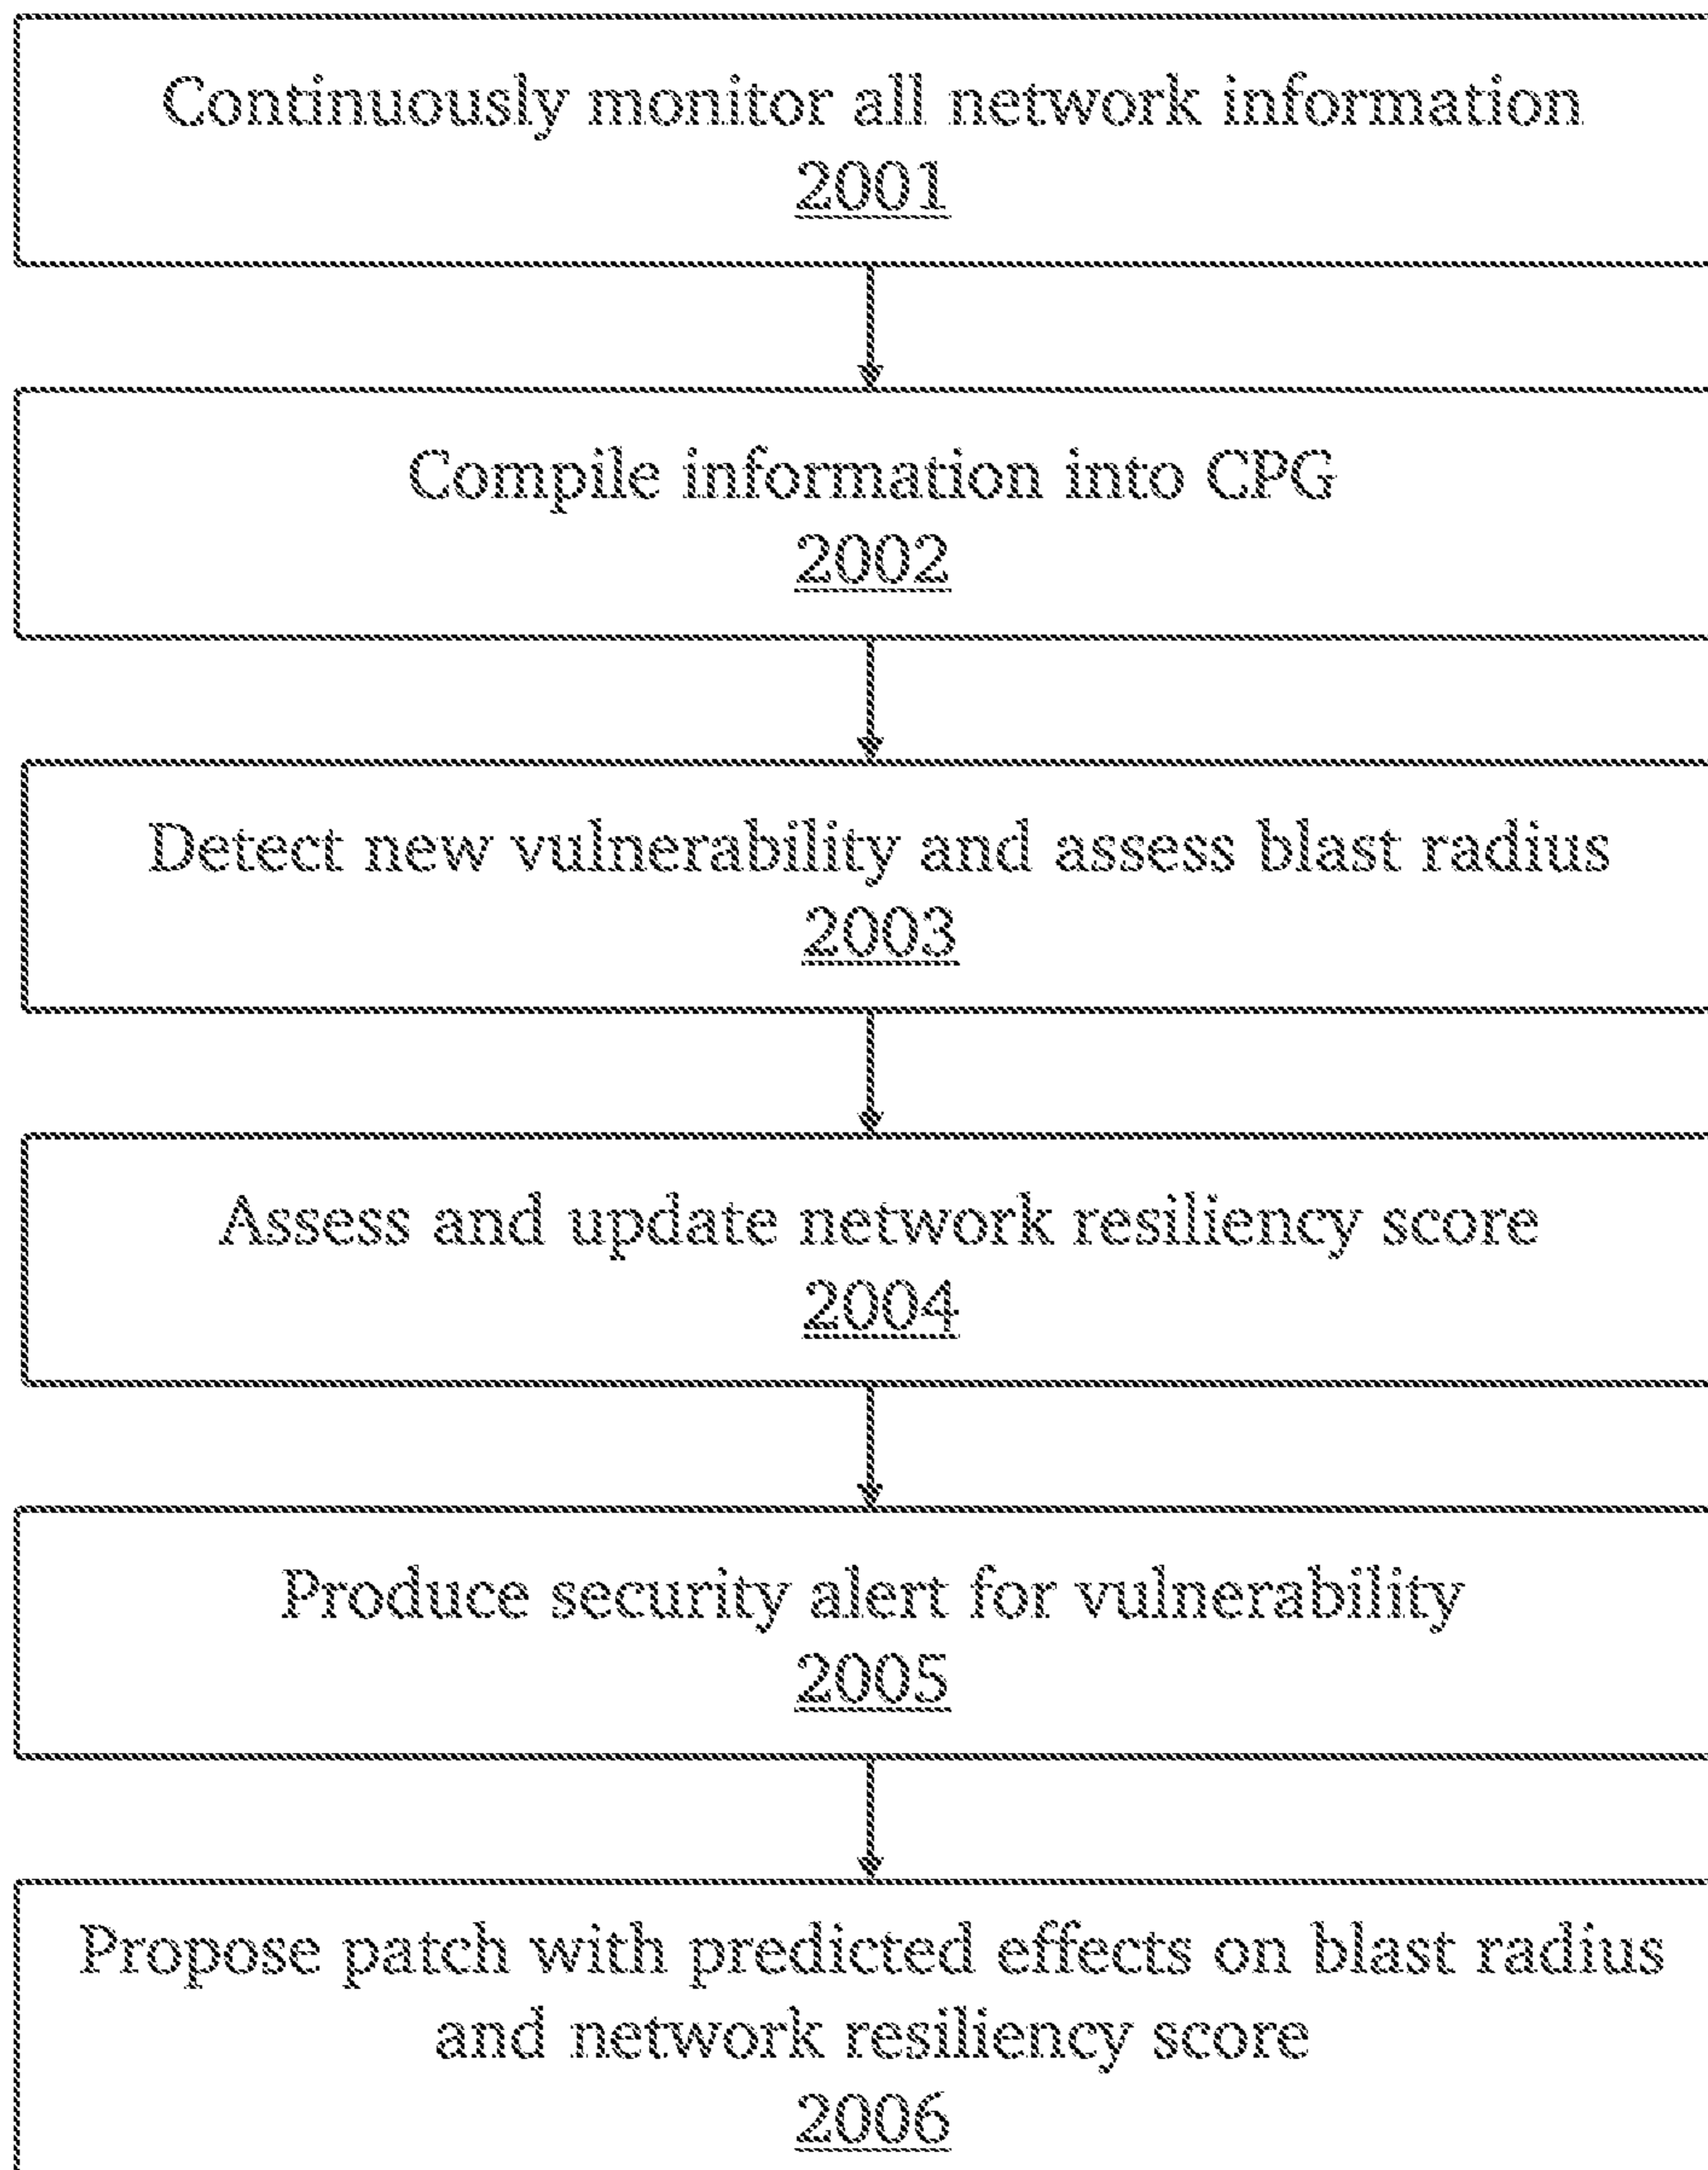 Continuously monitor all network information
2001
Compile information into CPG
2002
Detect new vulnerability and assess blast radius
2003
Assess and update network resiliency score
2004
Produce security alert for vulnerability
2005
Propose patch with predicted effects on blast radius
and network resiliency score
2006